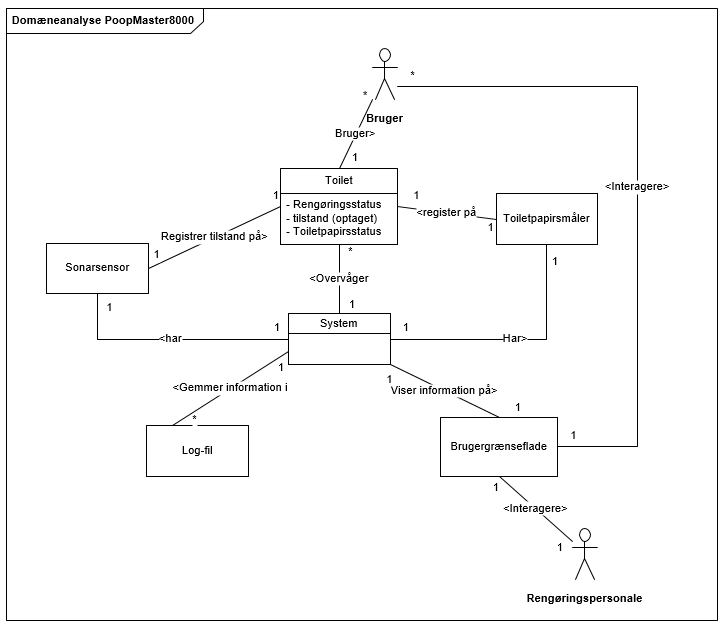 Domæneanalyse PoopMaster8000
*
*
Bruger
Bruger>
1
<Interagere>
Toilet
- Rengøringsstatus
- tilstand (optaget)
- Toiletpapirsstatus
1
1
<register på
1
Toiletpapirsmåler
Registrer tilstand på>
1
Sonarsensor
*
1
<Overvåger
1
1
System
1
1
<har
Har>
1
<Gemmer information i
*
1
Viser information på>
1
Log-fil
Brugergrænseflade
1
1
<Interagere>
1
Rengøringspersonale